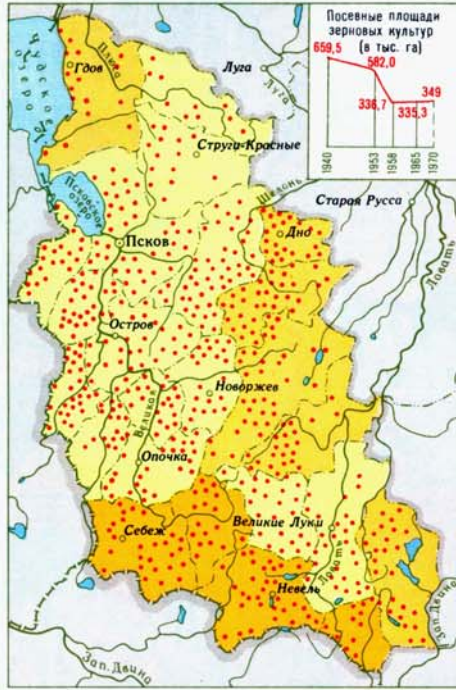 Посевные площади
зерновых культур
(в тыс. га)
659,5
582,0
336,7
335,3
349
1940
1953
1958
1965
1970
Чудское
озеро
Гдов
Плюса
Луга
Луга
Струги-Красные
Псковское
озеро
Шелонь
Старая Русса
Псков
Дно
Ловать
Остров
Новоржев
Великая
Опочка
Себеж
Великие Луки
Ловать
Невель
Зап. Двина
Зап. Двина